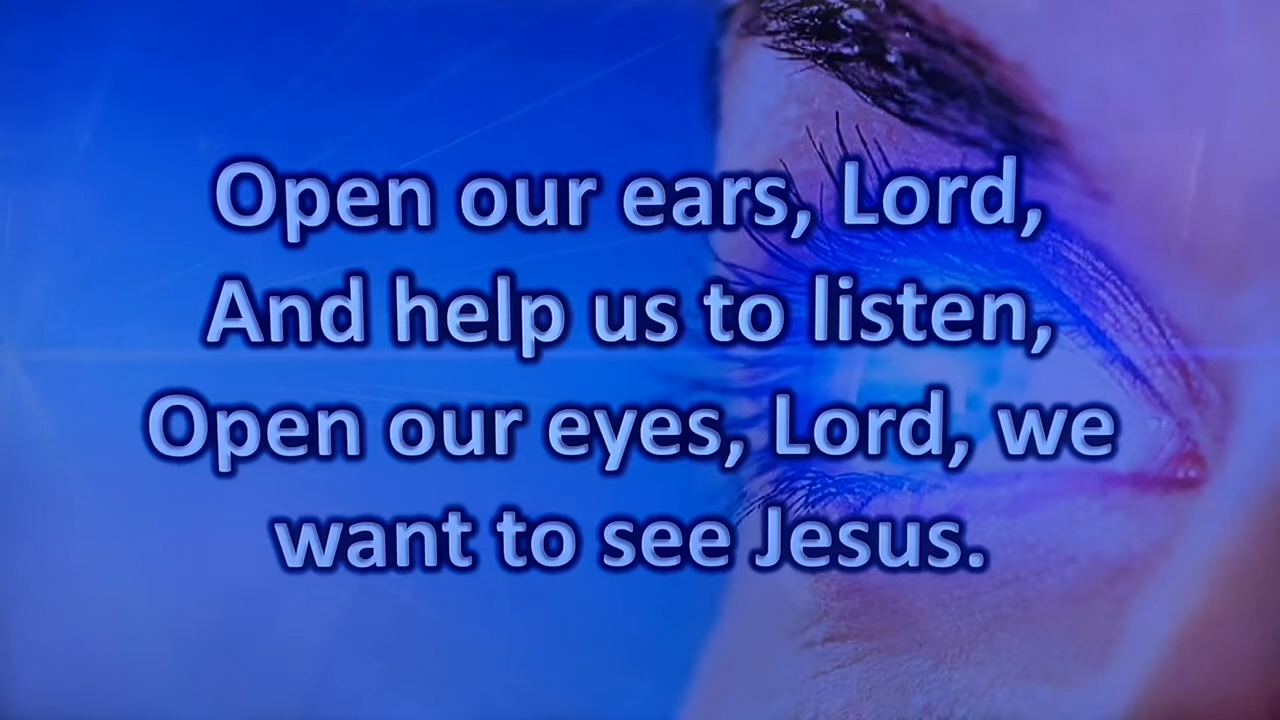 Open our ears, Lord,
And help us to listen,
Open our eyes, Lord, we
want to see Jesus.